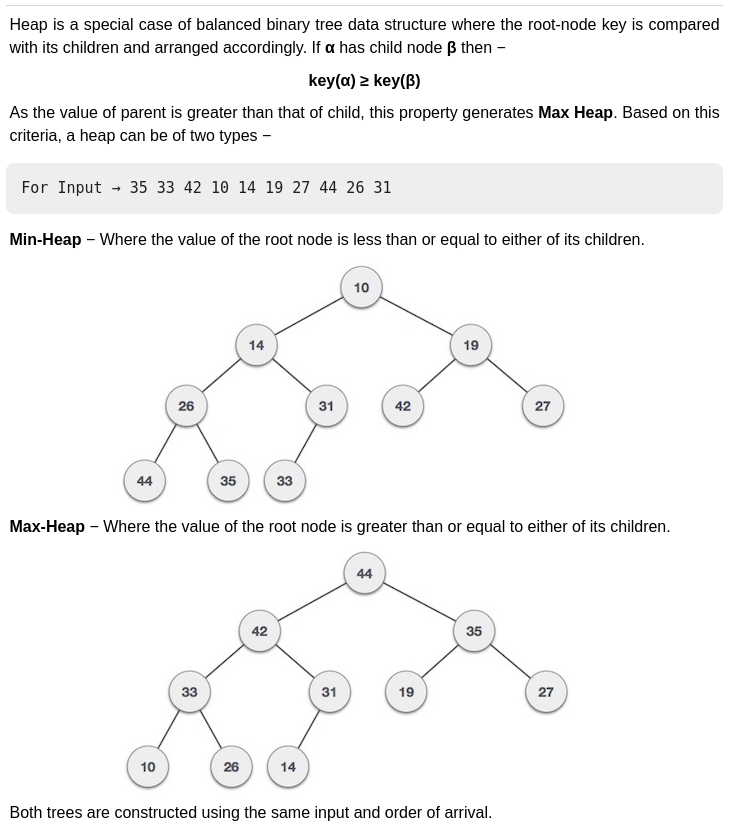 Heap is a special case of balanced binary tree data structure where the root-node key is compared
with its children and arranged accordingly. If α has child node β then −
key(α) ≥ key(β)
As the value of parent is greater than that of child, this property generates Max Heap. Based on this
criteria, a heap can be of two types −
For Input → 35 33 42 10 14 19 27 44 26 31
Min-Heap − Where the value of the root node is less than or equal to either of its children.
10
14 19
26 31 42 27
44 35 33
Max-Heap − Where the value of the root node is greater than or equal to either of its children.
44
42 35
33 31 19 27
10 26 14
Both trees are constructed using the same input and order of arrival.